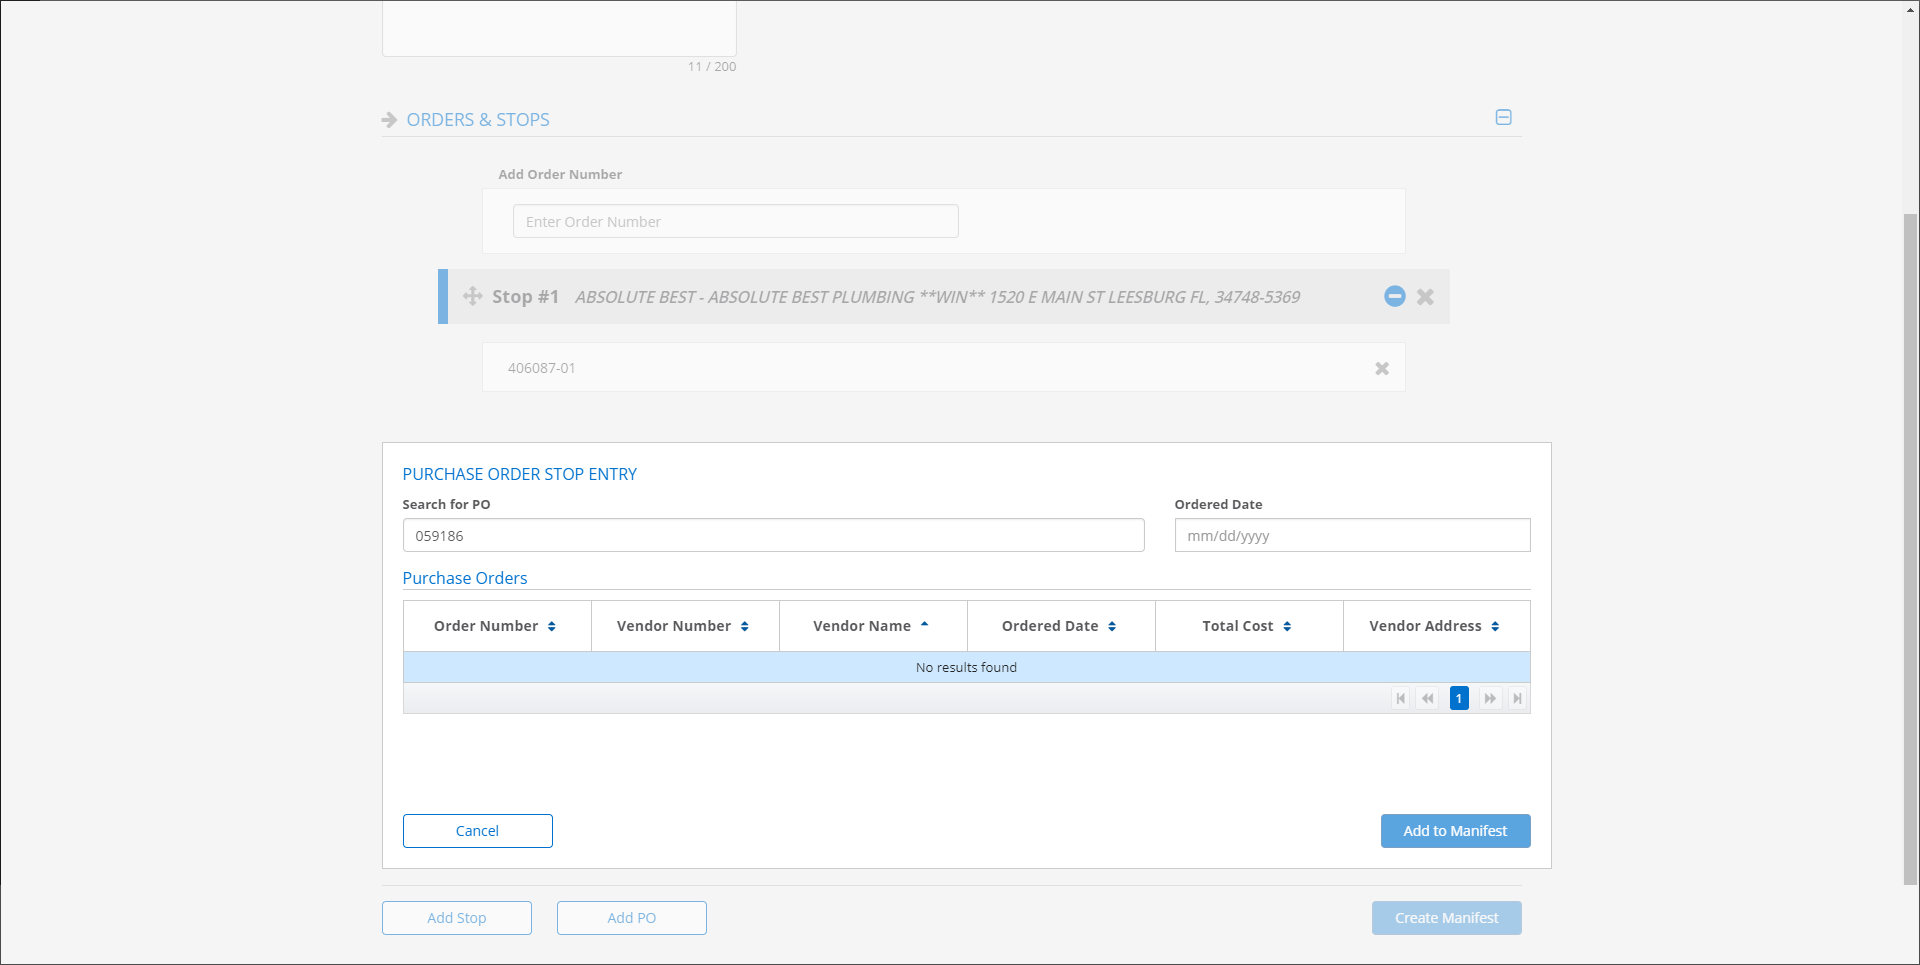 11 / 200
ORDERS & STOPS
Add Order Number
Enter Order Number
Stop #1 ABSOLUTE BEST - ABSOLUTE BEST PLUMBING **WIN** 1520 E MAIN ST LEESBURG FL, 34748-5369
406087-01
PURCHASE ORDER STOP ENTRY
Search for PO Ordered Date
059186 mm/dd/yyyy
Purchase Orders
Order Number Vendor Number Vendor Name Ordered Date Total Cost Vendor Address
No results found
1
Cancel Add to Manifest
Add Stop Add PO Create Manifest